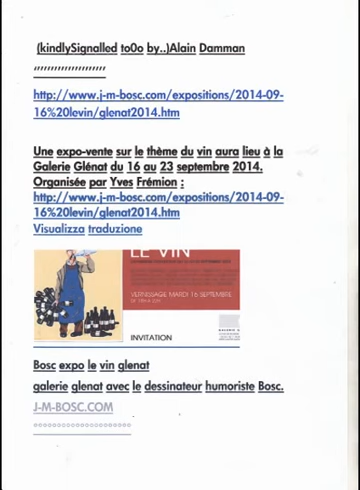 (kindlySignalled to0o by..)Alain Damman
,,,,,,,,,,,,,,,,,,,,,
http://www.j-m-bosc.com/expositions/2014-09-
16%20levin/glenat2014.htm
Une expo-vente sur le thème du vin aura lieu à la
Galerie Glénat du 16 au 23 septembre 2014.
Organisée par Yves Frémion :
http://www.j-m-bosc.com/expositions/2014-09-
16%20levin/glenat2014.htm
Visualizza traduzione
LE VIN
VERNISSAGE MARDI 16 SEPTEMBRE
INVITATION
Bosc expo le vin glenat
galerie glenat avec le dessinateur humoriste Bosc.
J-M-BOSC.COM
°°°°°°°°°°°°°°°°°°°°°°°